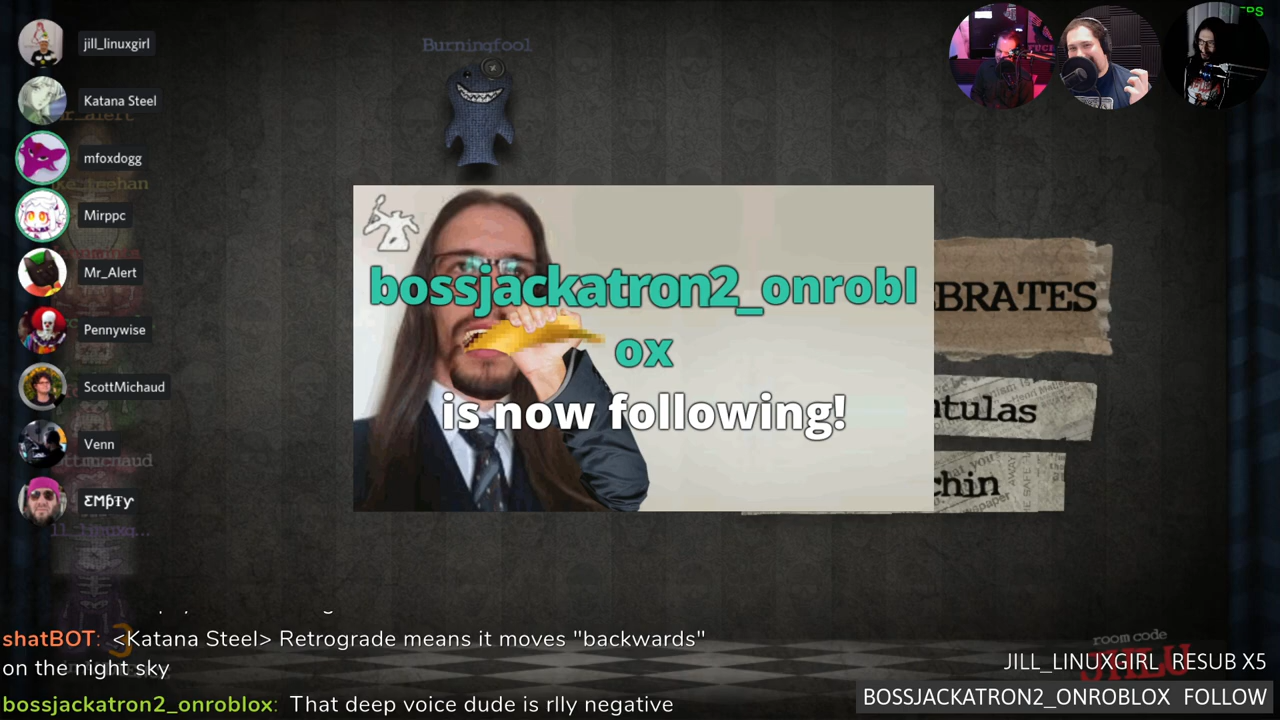 jill_linuxgirl
Burningfool
Katana Steel
mfoxdogg
Mirppc
Mr_Alert
Pennywise
ScottMichaud
Venn
ƐMþŦƴ
bossjackatron2_onrobl
ox
is now following!
BRATES
tulas
chin
room code
shatBOT: <Katana Steel> Retrograde means it moves "backwards"
on the night sky
bossjackatron2_onroblox: That deep voice dude is rlly negative
JILL_LINUXGIRL RESUB X5
BOSSJACKATRON2_ONROBLOX FOLLOW